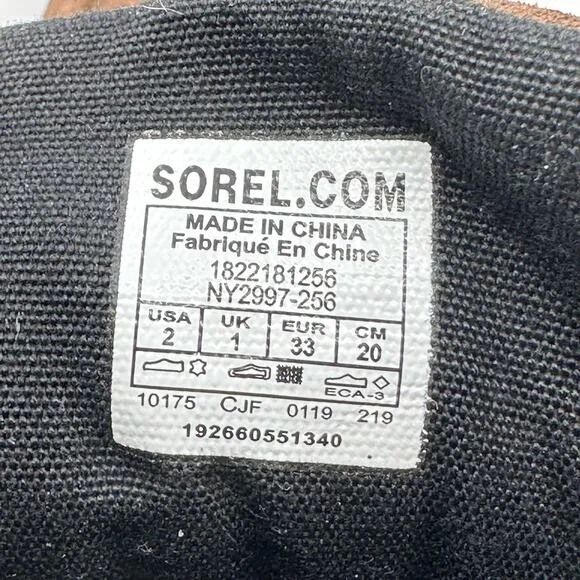 SOREL.COM
MADE IN CHINA
Fabriqué En Chine
1822181256
NY2997-256
USA UK EUR CM
2 1 33 20
ECA-3
10175 CJF 0119 219
192660551340